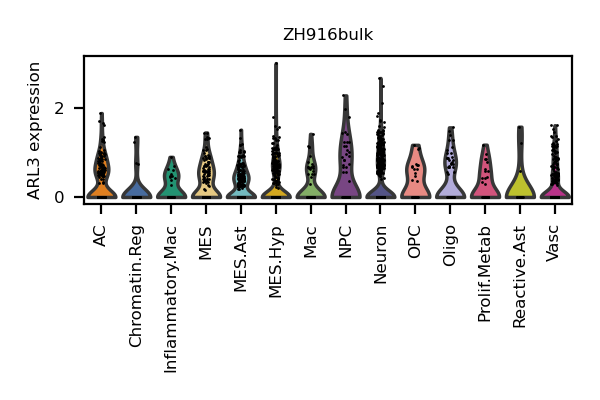 ZH916bulk
ARL3 expression
2
0
AC
Chromatin.Reg
Inflammatory.Mac
MES
MES.Ast
MES.Hyp
Mac
NPC
Neuron
OPC
Oligo
Prolif.Metab
Reactive.Ast
Vasc